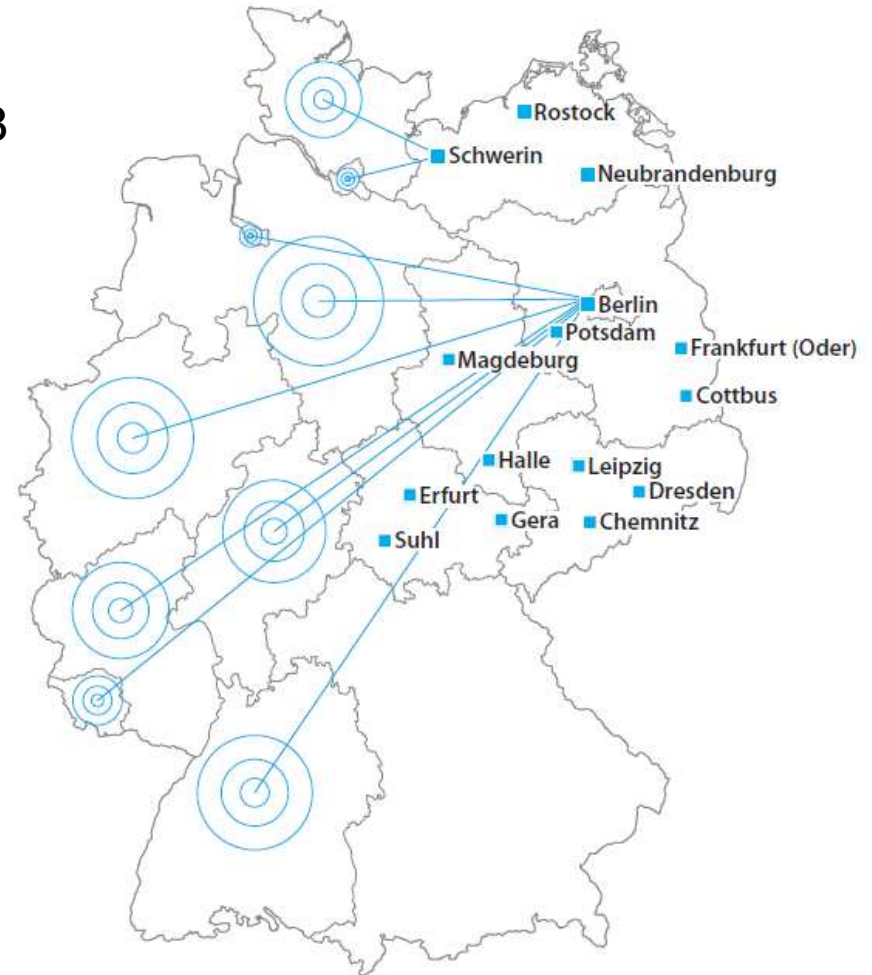 3
Rostock
Schwerin
Neubrandenburg
Berlin
Potsdam
Frankfurt (Oder)
Magdeburg
Cottbus
Halle
Leipzig
Erfurt
Dresden
Gera
Chemnitz
Suhl